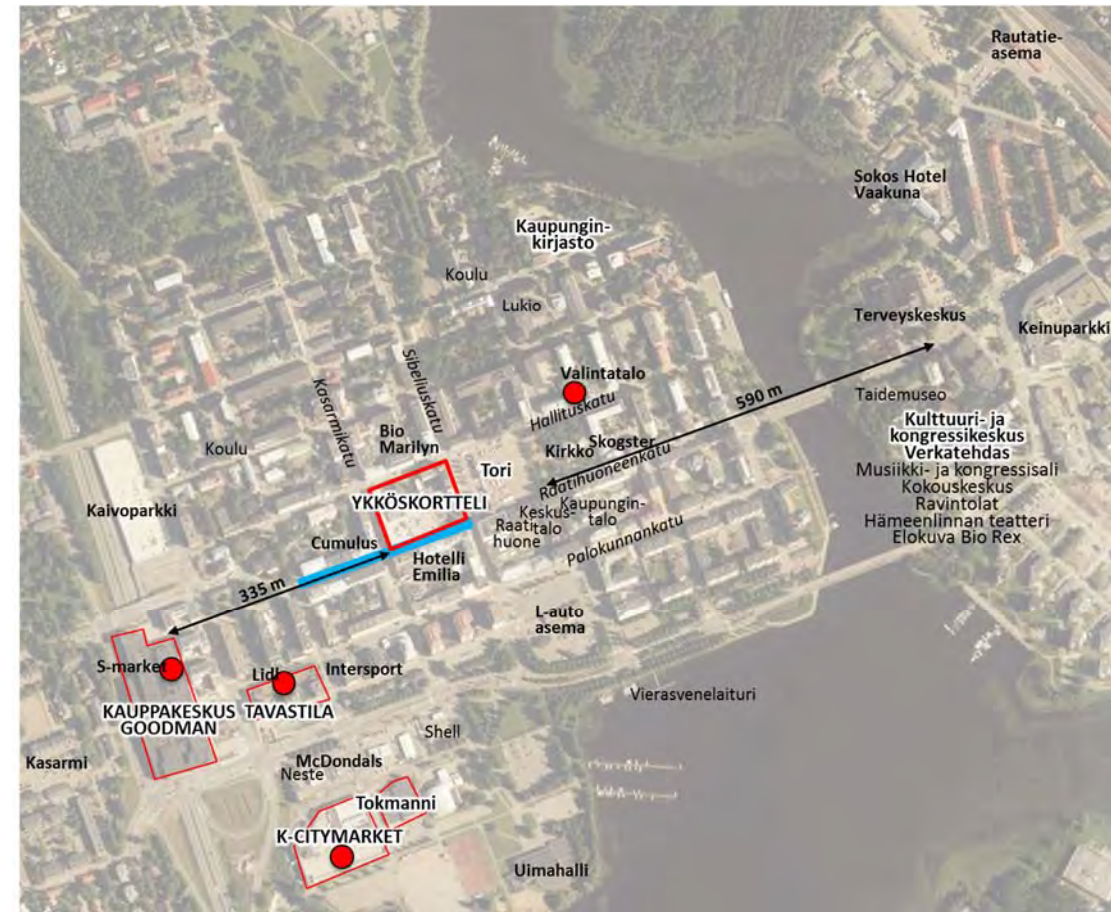 Rautatie-
asema
Sokos Hotel
Vaakuna
Kaupungin-
kirjasto
Koulu
Lukio
Terveyskeskus
Keinuparkki
Sibeliuskatu
Kasarmikatu
Valintatalo
Hallituskatu
590 m
Taidemuseo
Kulttuuri- ja
kongressikeskus
Verkatehdas
Musiikki- ja kongressisali
Kokouskeskus
Ravintolat
Hämeenlinnan teatteri
Elokuva Bio Rex
Koulu
Bio
Marilyn
Tori
Kirkko
Skogster
Raatihuoneenkatu
YKKÖSKORTTELI
Kaivoparkki
Raati
huone
Keskus-
talo
Kaupungin-
talo
Palokunnankatu
Cumulus
Hotelli
Emilia
335 m
L-auto
asema
S-market
Lidl
Intersport
KAUPPAKESKUS
GOODMAN
TAVASTILA
Vierasvenelaituri
Shell
Kasarmi
McDondals
Neste
Tokmanni
K-CITYMARKET
Uimahalli